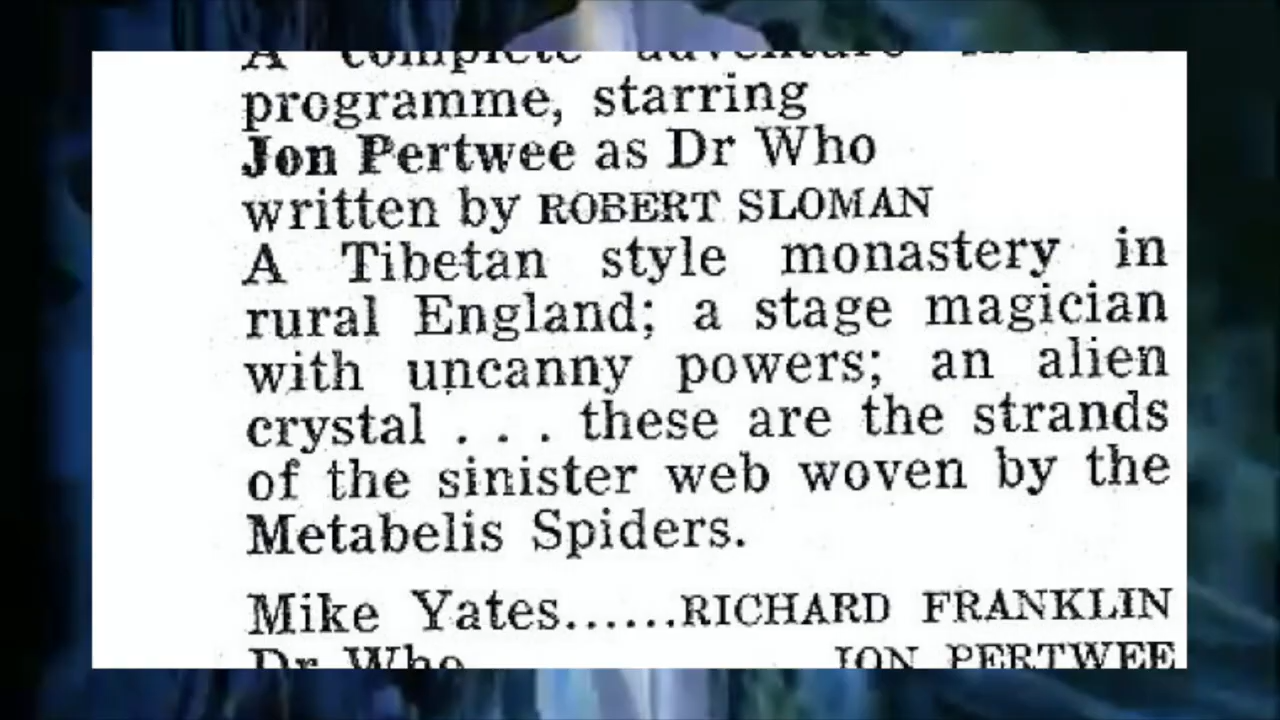 A complete adventure in
programme, starring
Jon Pertwee as Dr Who
written by ROBERT SLOMAN
A Tibetan style monastery in
rural England; a stage magician
with uncanny powers; an alien
crystal . . . these are the strands
of the sinister web woven by the
Metabelis Spiders.
Mike Yates......RICHARD FRANKLIN
Dr Who JON PERTWEE